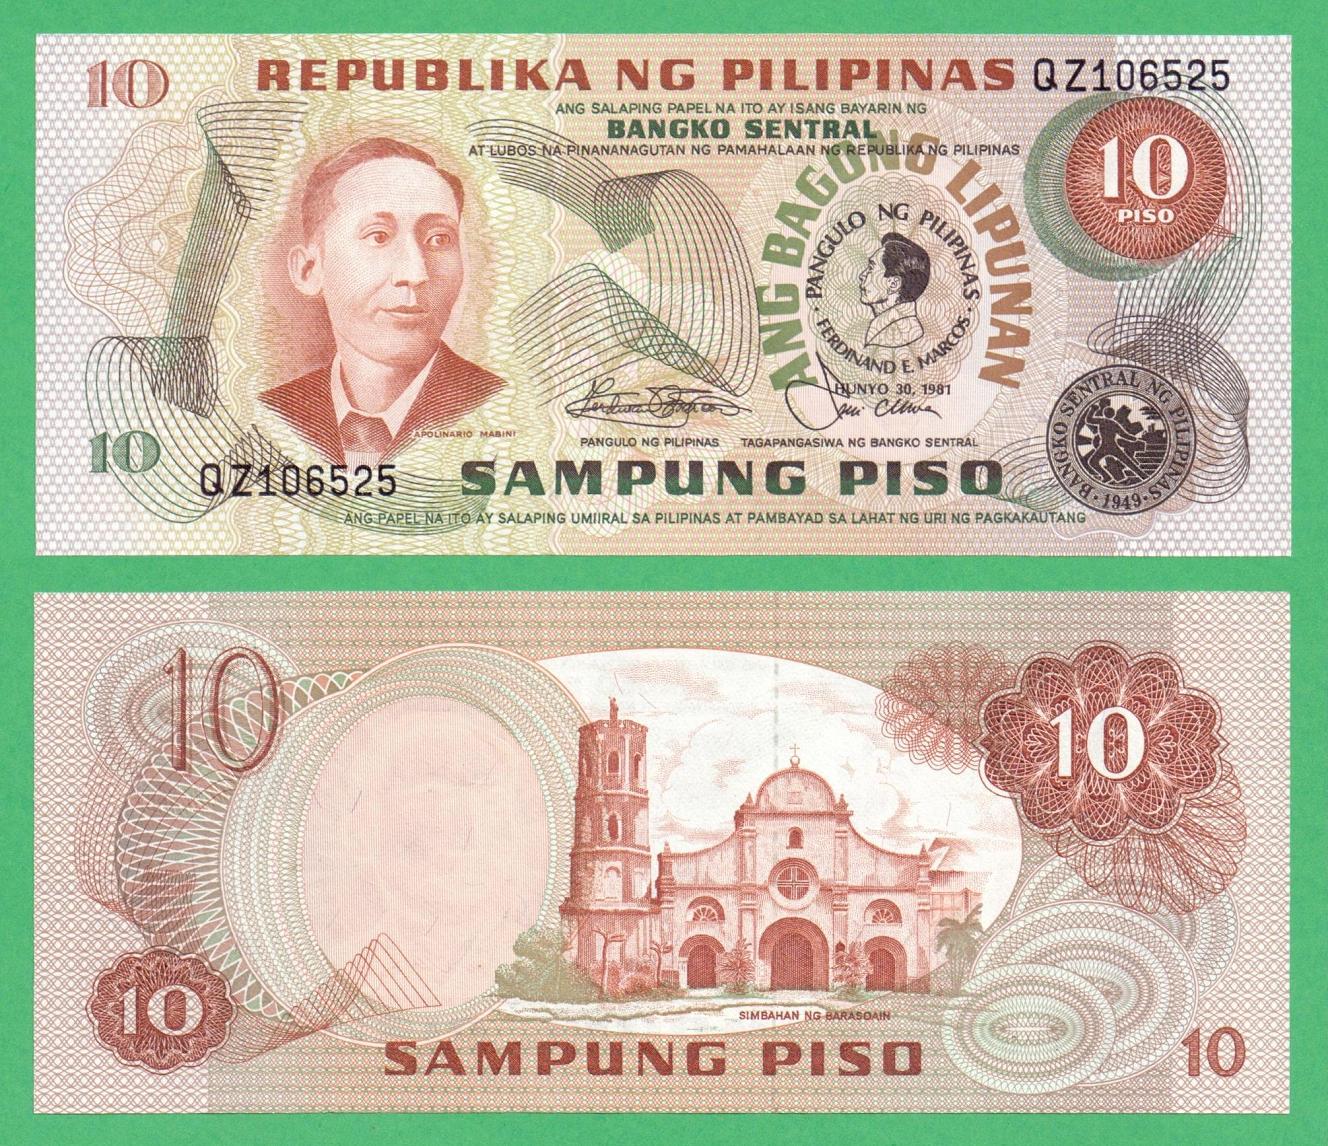 10
REPUBLIKA NG PILIPINAS
QZ106525
ANG SALAPING PAPEL NA ITO AY ISANG BAYARIN NG
BANGKO SENTRAL
AT LUBOS NA PINANANAGUTAN NG PAMAHALAAN NG REPUBLIKA NG PILIPINAS
10
PISO
ANG BAGONG LIPUNAN
PANGULO NG PILIPINAS
· FERDINAND E. MARCOS ·
HUNYO 30, 1981
APOLINARIO MABINI
PANGULO NG PILIPINAS
TAGAPANGASIWA NG BANGKO SENTRAL
BANGKO SENTRAL NG PILIPINAS
· 1949 ·
10
QZ106525
SAMPUNG PISO
ANG PAPEL NA ITO AY SALAPING UMIIRAL SA PILIPINAS AT PAMBAYAD SA LAHAT NG URI NG PAGKAKAUTANG
10
10
10
SIMBAHAN NG BARASOAIN
SAMPUNG PISO
10